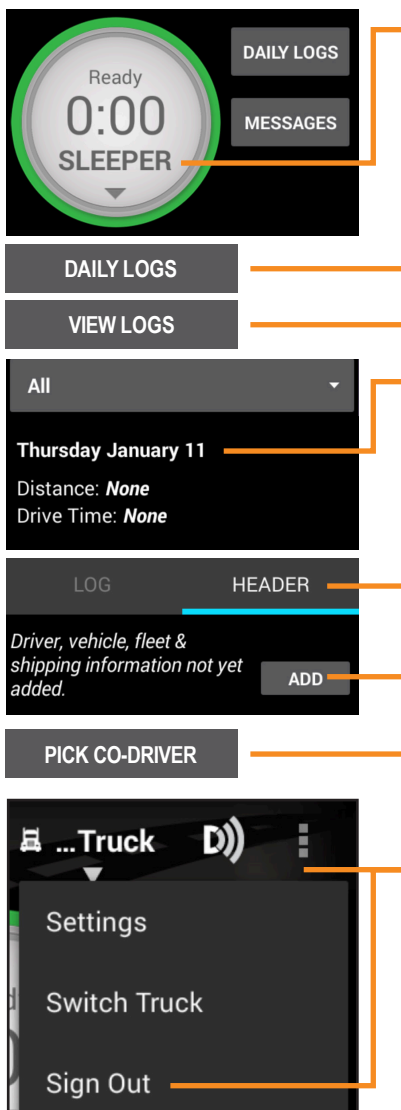 Ready
0:00
SLEEPER
DAILY LOGS
MESSAGES
DAILY LOGS
VIEW LOGS
All
Thursday January 11
Distance: None
Drive Time: None
LOG
HEADER
Driver, vehicle, fleet &
shipping information not yet
added.
ADD
PICK CO-DRIVER
...Truck
Settings
Switch Truck
Sign Out